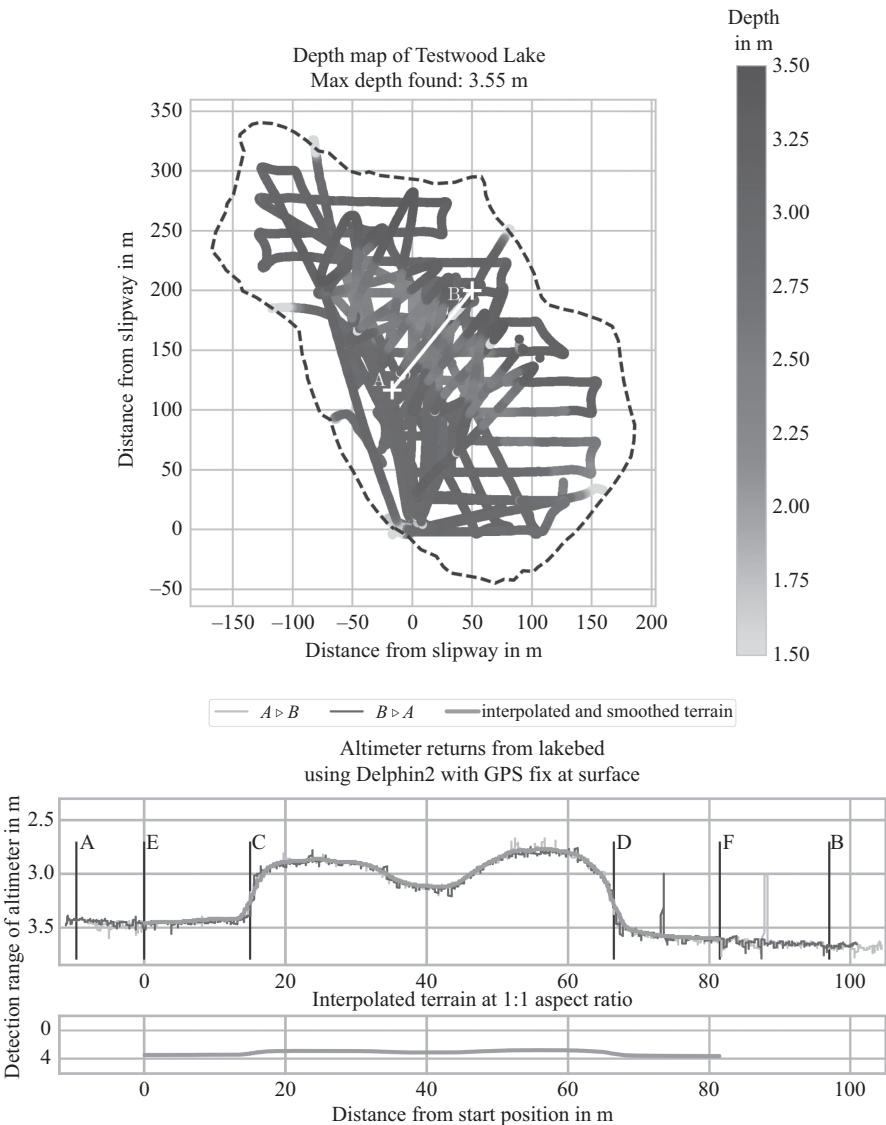 Depth
in m
Depth map of Testwood Lake
Max depth found: 3.55 m
3.50
3.25
3.00
2.75
2.50
2.25
2.00
1.75
1.50
Distance from slipway in m
350
300
250
200
150
100
50
0
–50
B
A
–150 –100 –50 0 50 100 150 200
Distance from slipway in m
A ▹ B B ▹ A interpolated and smoothed terrain
Altimeter returns from lakebed
using Delphin2 with GPS fix at surface
Detection range of altimeter in m
2.5
3.0
3.5
A E C D F B
0 20 40 60 80 100
Interpolated terrain at 1:1 aspect ratio
0
4
0 20 40 60 80 100
Distance from start position in m